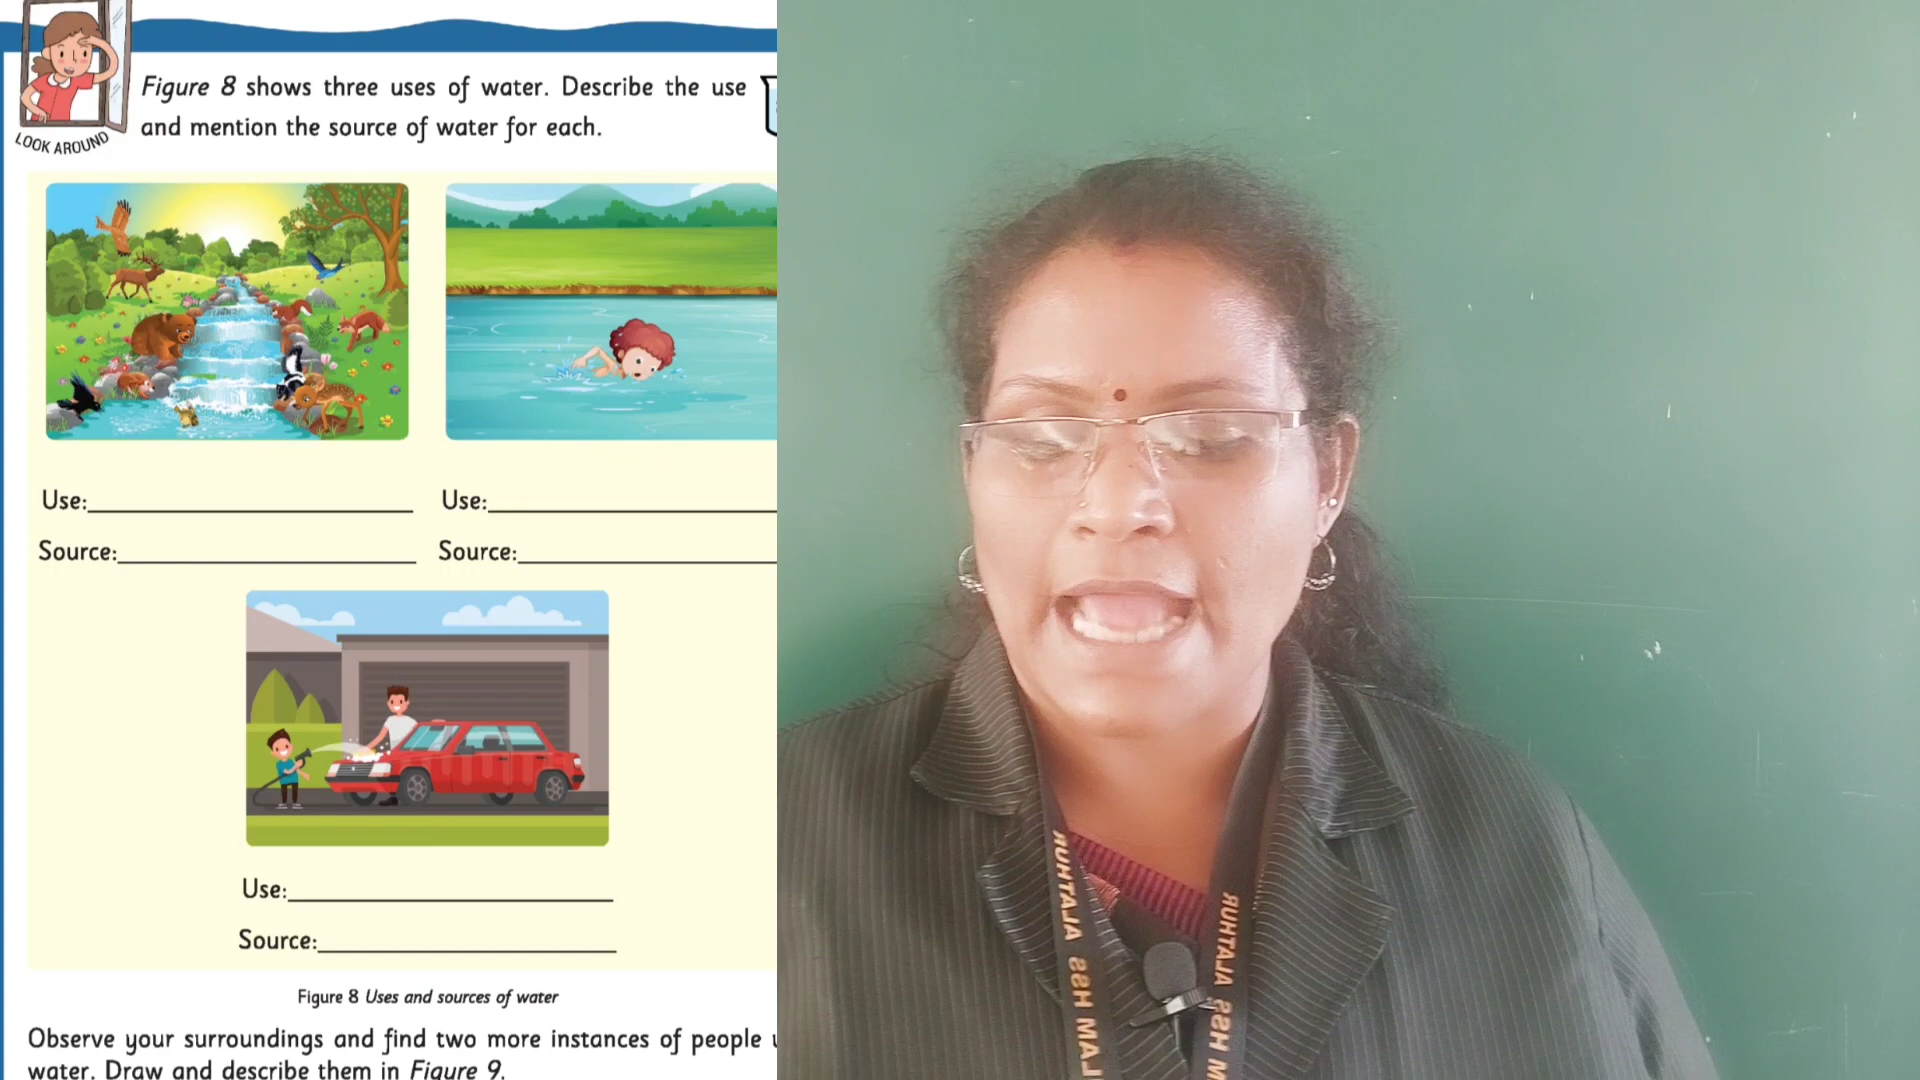 LOOK AROUND
Figure 8 shows three uses of water. Describe the use
and mention the source of water for each.
Use:
Use:
Source:
Source:
Use:
Source:
Figure 8 Uses and sources of water
Observe your surroundings and find two more instances of people
water. Draw and describe them in Figure 9.
ALATHUR
ALATHUR